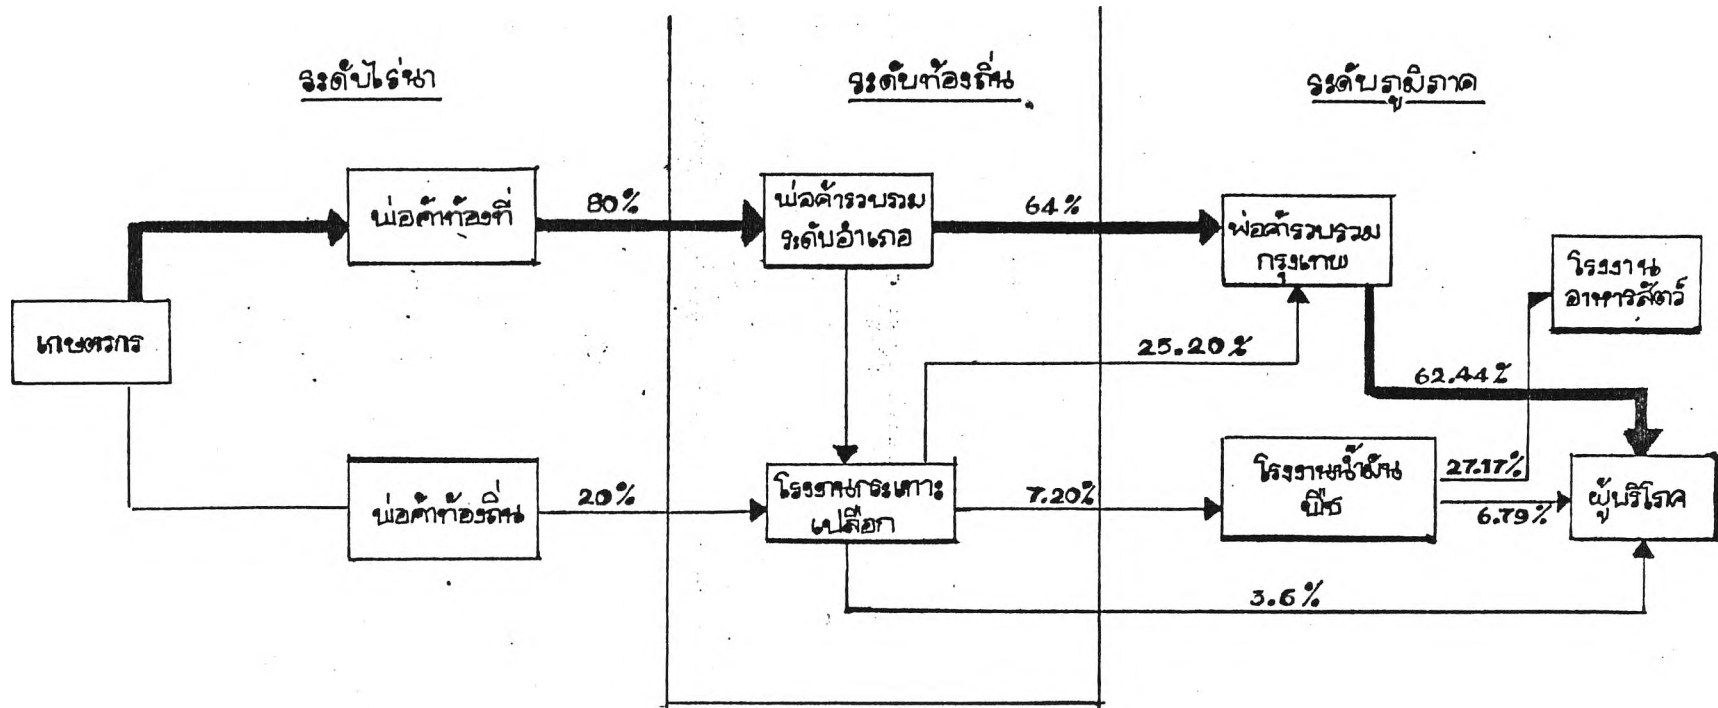 ระดับไร่นา
ระดับท้องถิ่น
ระดับภูมิภาค
พ่อค้าท้องที่
80%
พ่อค้ารวบรวม
ระดับอำเภอ
64%
พ่อค้ารวบรวม
กรุงเทพ
โรงงาน
อาหารสัตว์
เกษตรกร
25.20%
62.44%
พ่อค้าท้องถิ่น
20%
โรงงานกระเทาะ
เปลือก
7.20%
โรงงานน้ำมัน
พืช
27.17%
6.79%
ผู้บริโภค
3.6%